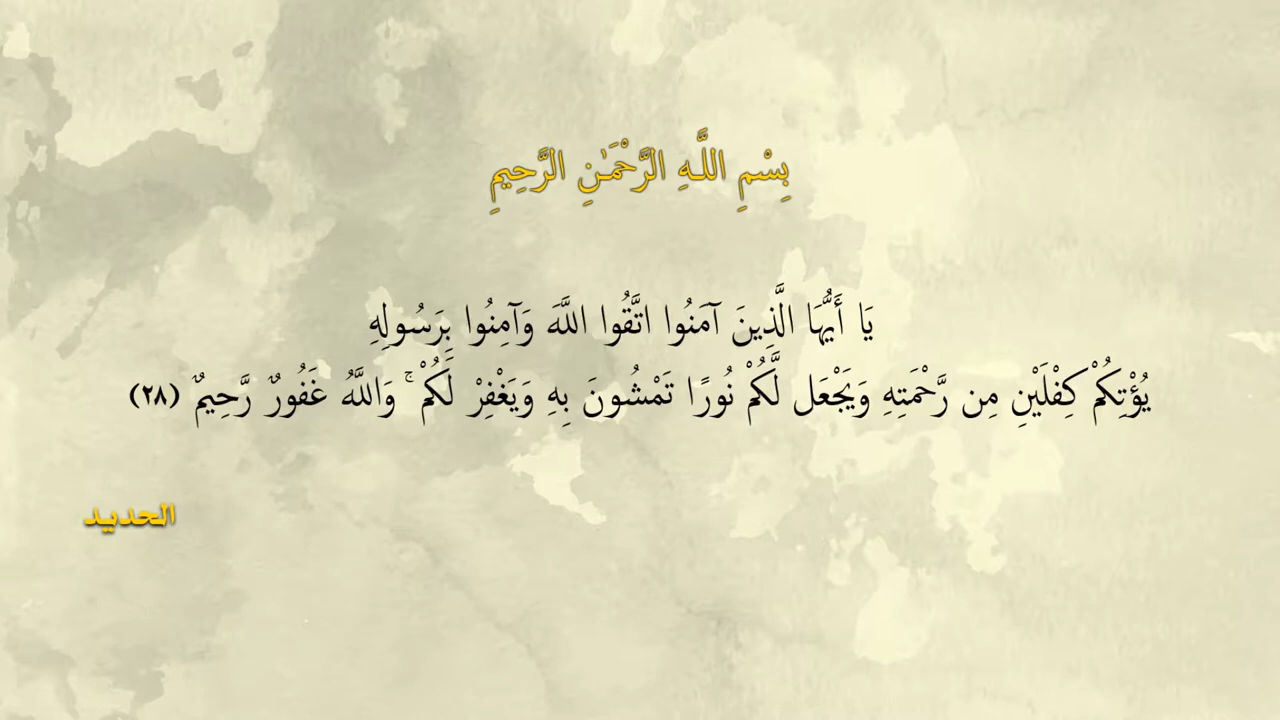 بِسْمِ اللَّـهِ الرَّحْمَـٰنِ الرَّحِيمِ
يَا أَيُّهَا الَّذِينَ آمَنُوا اتَّقُوا اللَّهَ وَآمِنُوا بِرَسُولِهِ
يُؤْتِكُمْ كِفْلَيْنِ مِن رَّحْمَتِهِ وَيَجْعَل لَّكُمْ نُورًا تَمْشُونَ بِهِ وَيَغْفِرْ لَكُمْ ۚ وَاللَّهُ غَفُورٌ رَّحِيمٌ (٢٨)
الحديد